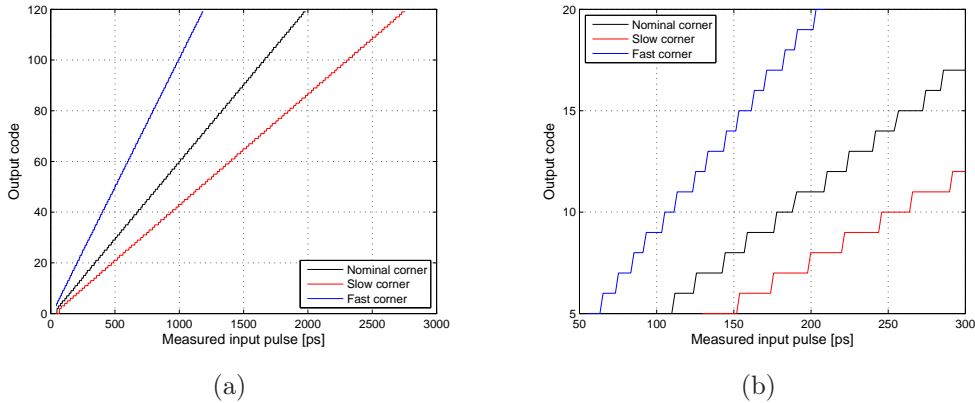 120
100
80
60
40
20
0
Output code
0 500 1000 1500 2000 2500 3000
Measured input pulse [ps]
Nominal corner
Slow corner
Fast corner
(a)
20
15
10
5
Output code
50 100 150 200 250 300
Measured input pulse [ps]
Nominal corner
Slow corner
Fast corner
(b)